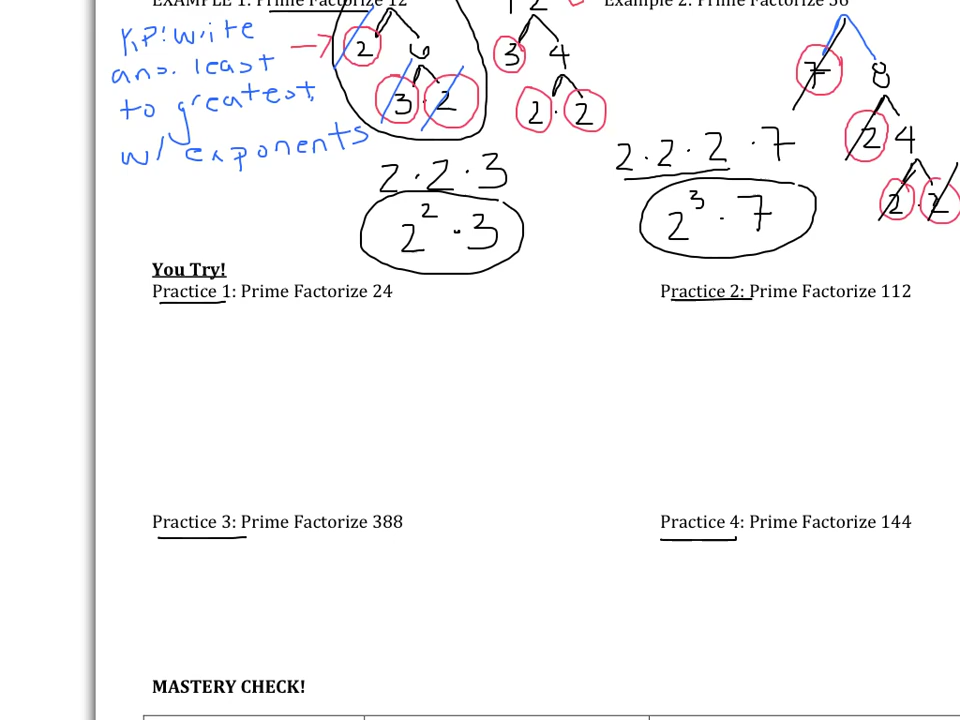 EXAMPLE 1: Prime Factorize 12
Example 2: Prime Factorize 56
K.P! Write
ans. least
to greatest
w/ exponents
→ 2 6
3 · 2
12
3 4
2 · 2
7 8
2 4
2 · 2
2 · 2 · 3
2² · 3
2 · 2 · 2 · 7
2³ · 7
You Try!
Practice 1: Prime Factorize 24
Practice 2: Prime Factorize 112
Practice 3: Prime Factorize 388
Practice 4: Prime Factorize 144
MASTERY CHECK!